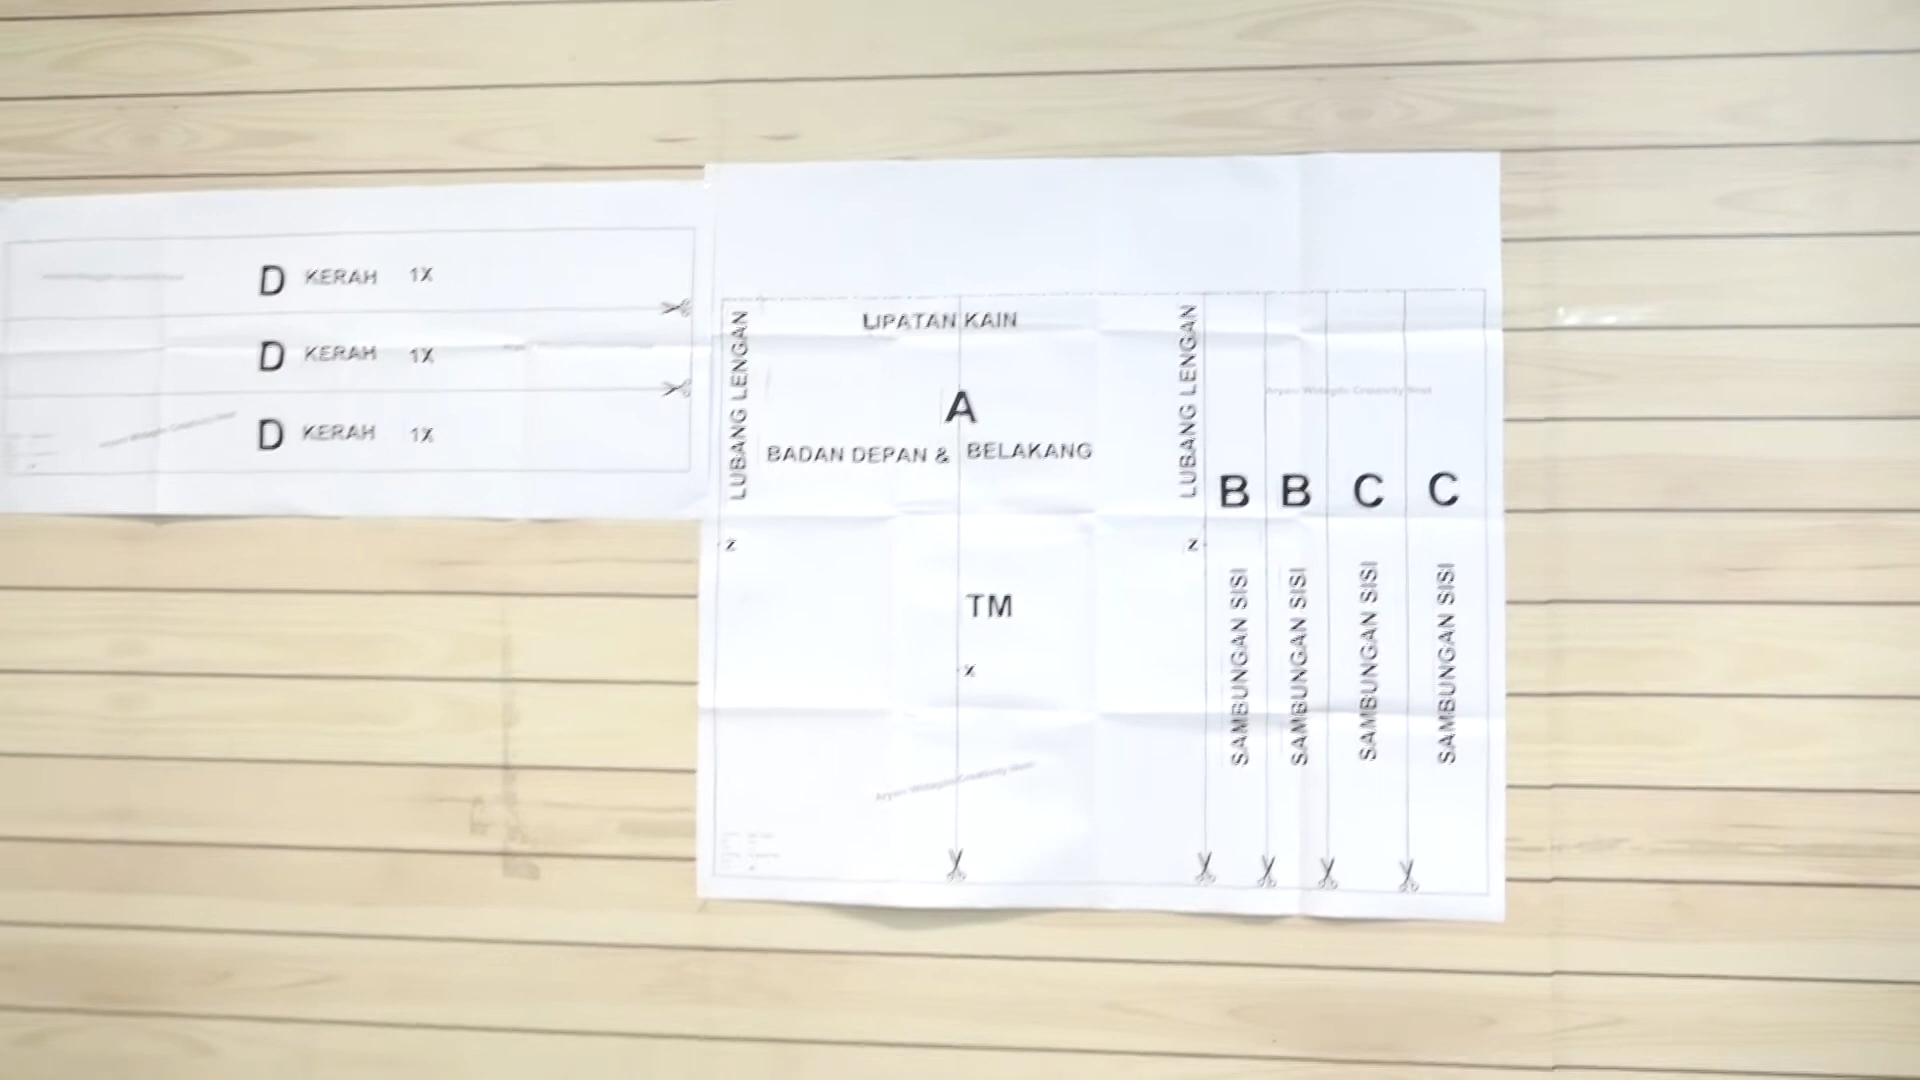 D KERAH 1X
D KERAH 1X
D KERAH 1X
LIPATAN KAIN
LUBANG LENGAN
LUBANG LENGAN
A
BADAN DEPAN & BELAKANG
Z
Z
TM
X
B
B
C
C
SAMBUNGAN SISI
SAMBUNGAN SISI
SAMBUNGAN SISI
SAMBUNGAN SISI